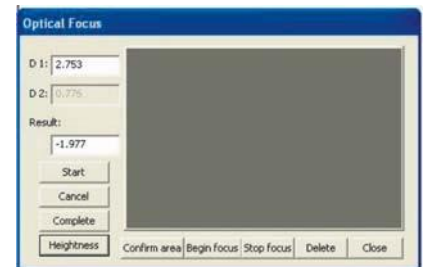 Optical Focus
D 1: 2.753
D 2: 0.776
Result:
-1.977
Start
Cancel
Complete
Heightness
Confirm area Begin focus Stop focus Delete Close